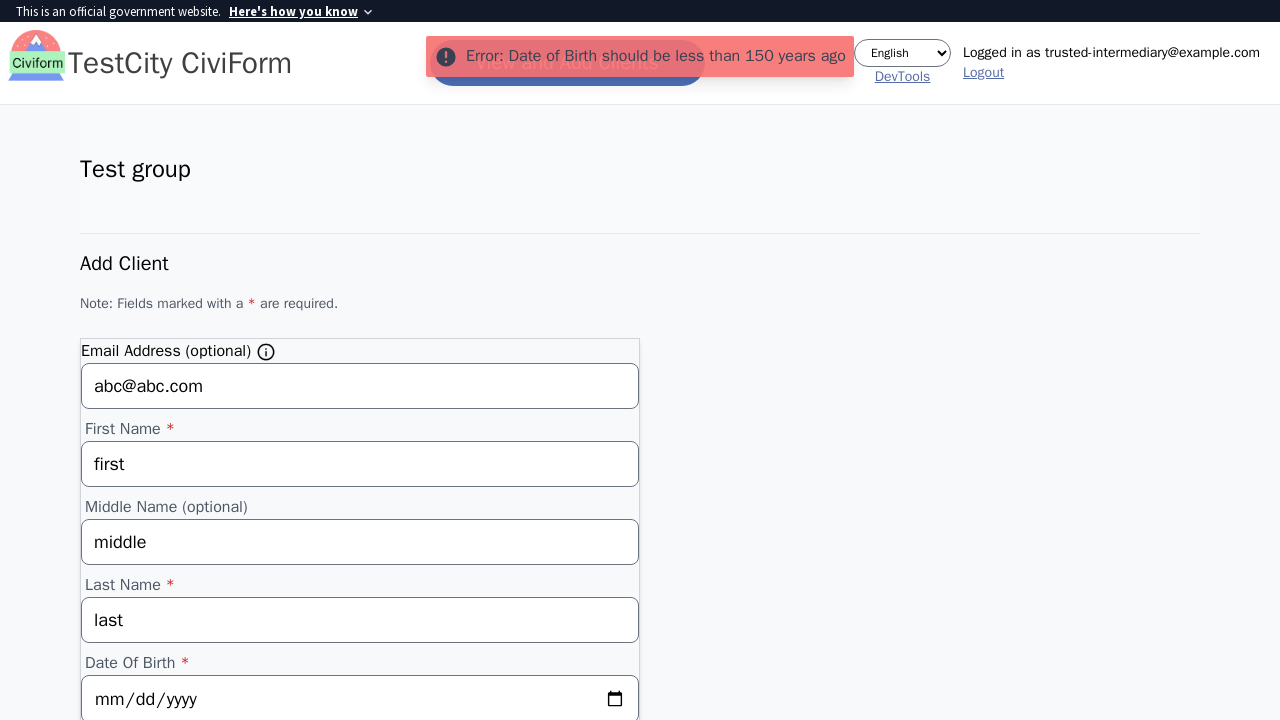 This is an official government website. Here's how you know
Civiform
TestCity CiviForm
View and Add Clients
Error: Date of Birth should be less than 150 years ago
English
DevTools
Logged in as trusted-intermediary@example.com
Logout
Test group
Add Client
Note: Fields marked with a * are required.
Email Address (optional)
abc@abc.com
First Name *
first
Middle Name (optional)
middle
Last Name *
last
Date Of Birth *
mm/dd/yyyy